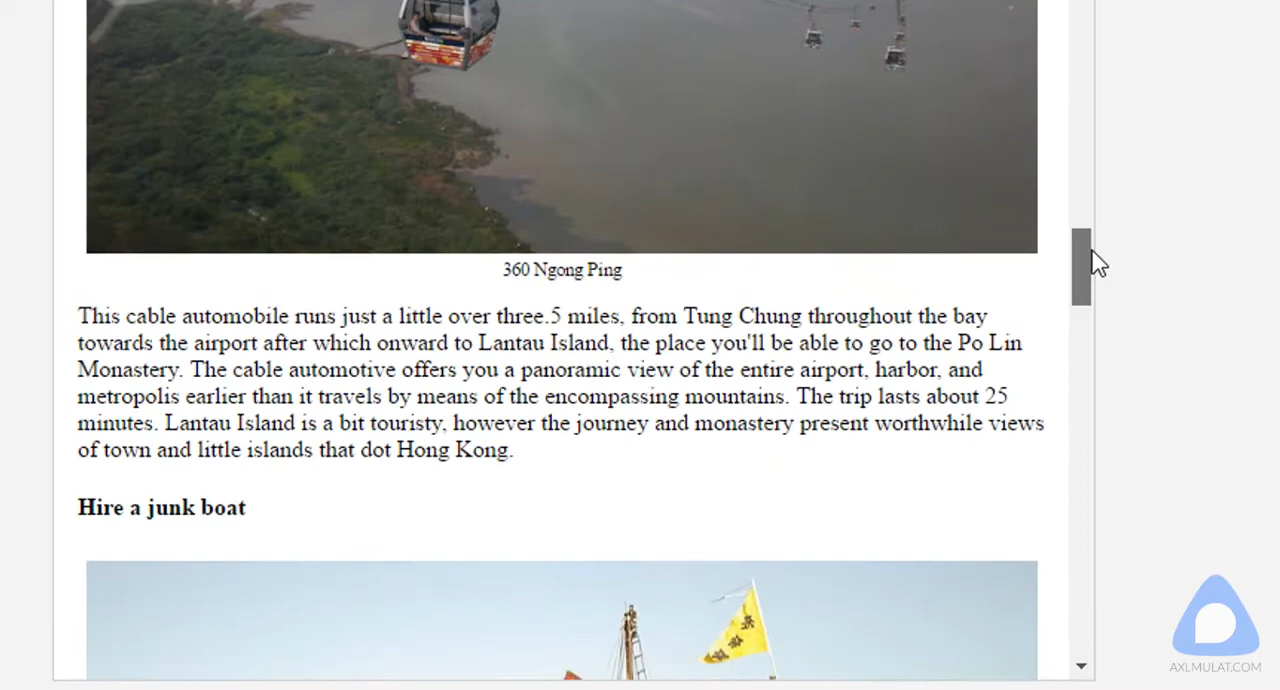 360 Ngong Ping
This cable automobile runs just a little over three.5 miles, from Tung Chung throughout the bay
towards the airport after which onward to Lantau Island, the place you'll be able to go to the Po Lin
Monastery. The cable automotive offers you a panoramic view of the entire airport, harbor, and
metropolis earlier than it travels by means of the encompassing mountains. The trip lasts about 25
minutes. Lantau Island is a bit touristy, however the journey and monastery present worthwhile views
of town and little islands that dot Hong Kong.
Hire a junk boat
AXLMULAT.COM